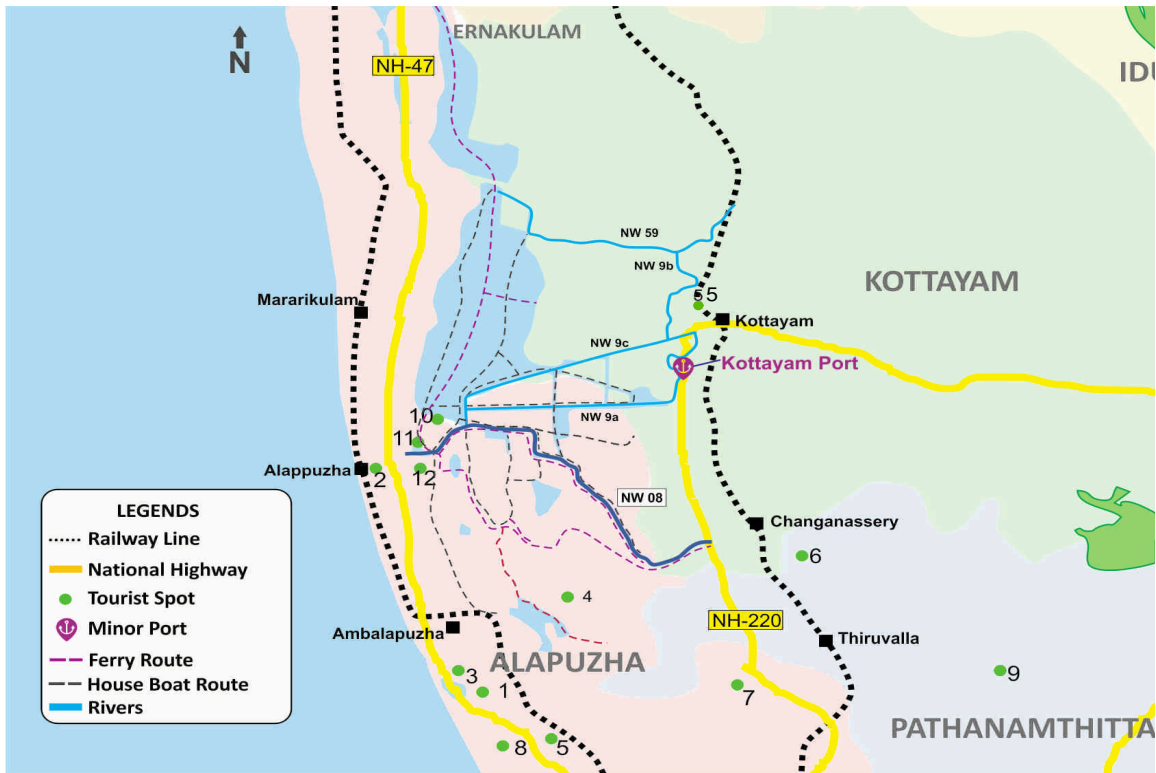 ERNAKULAM
N
NH-47
IDU
NW 59
NW 9b
KOTTAYAM
Mararikulam
5 5
Kottayam
NW 9c
Kottayam Port
10
NW 9a
11
Alappuzha
2
12
NW 08
LEGENDS
Railway Line
National Highway
Tourist Spot
Minor Port
Ferry Route
House Boat Route
Rivers
Changanassery
6
4
NH-220
Ambalapuzha
Thiruvalla
ALAPUZHA
3
1
7
9
PATHANAMTHITTA
8
5